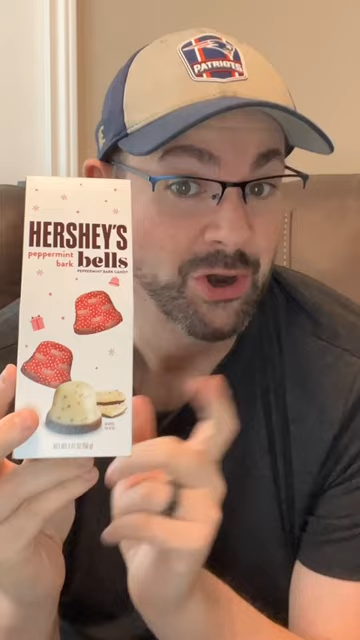 PATRIOTS
HERSHEY'S
peppermint
bark
bells
PEPPERMINT BARK CANDY